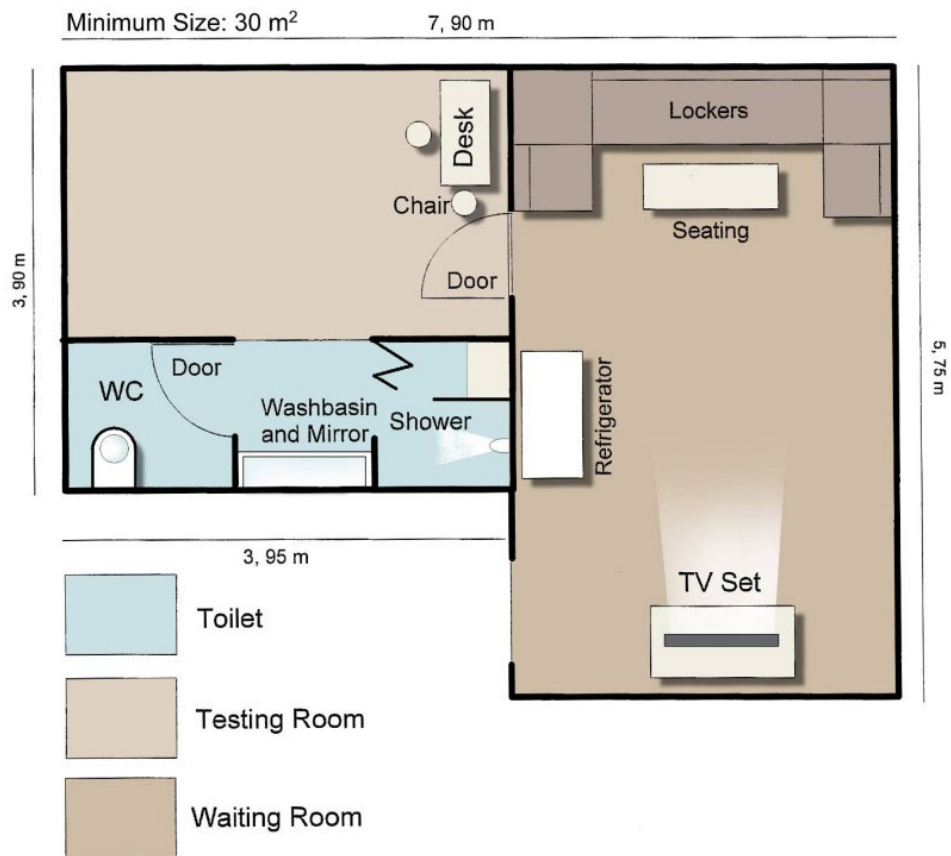 Minimum Size: 30 m²
7, 90 m
Lockers
Desk
Chair
Seating
Door
3, 90 m
5, 75 m
Door
WC
Washbasin
and Mirror
Shower
Refrigerator
3, 95 m
TV Set
Toilet
Testing Room
Waiting Room